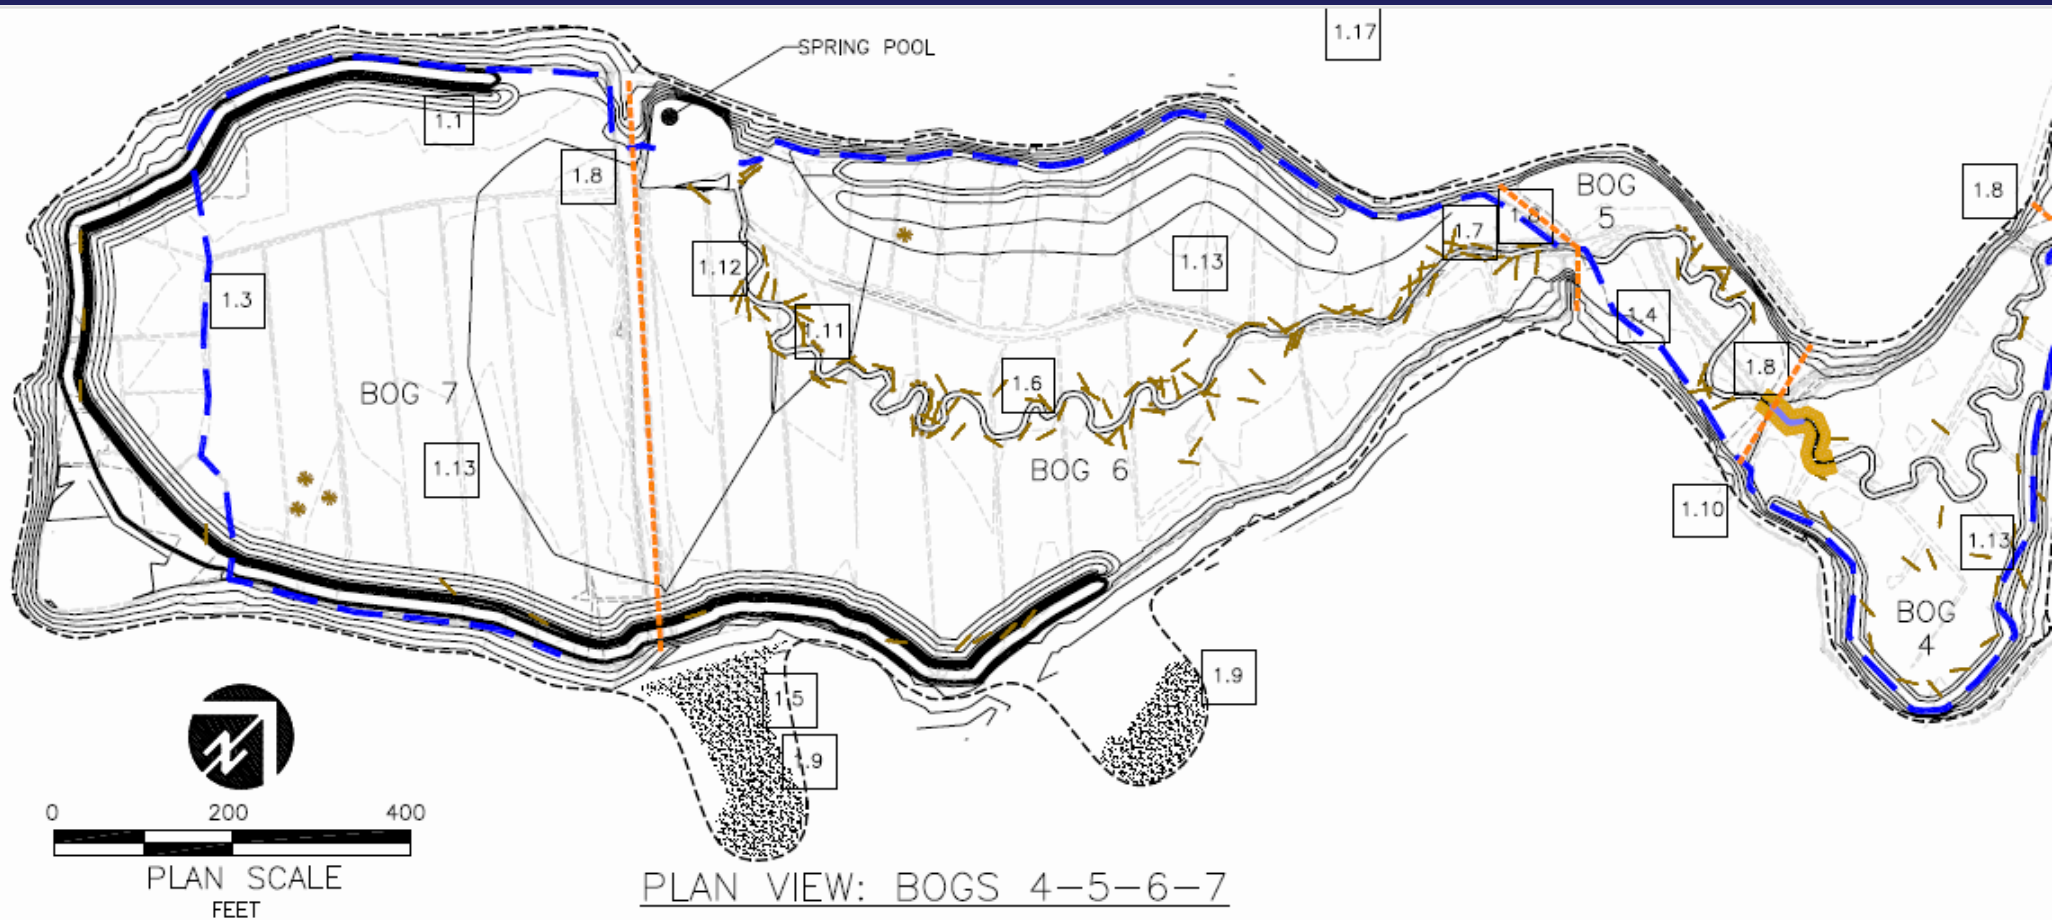 1.17
SPRING POOL
1.1
1.8
BOG
5
1.8
1.7
1.12
1.13
1.3
1.11
1.4
1.8
BOG 7
1.6
1.13
BOG 6
1.10
1.13
BOG
4
1.5
1.9
1.9
0 200 400
PLAN SCALE
FEET
PLAN VIEW: BOGS 4-5-6-7